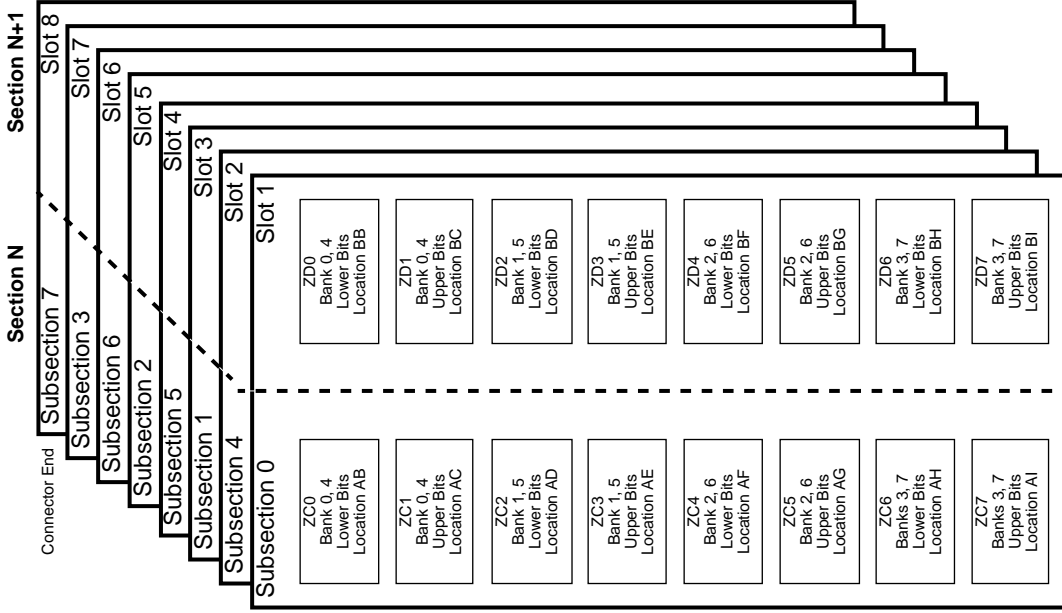 Section N
Section N+1
Connector End
Subsection 7
Slot 8
Subsection 3
Slot 7
Subsection 6
Slot 6
Subsection 2
Slot 5
Subsection 5
Slot 4
Subsection 1
Slot 3
Subsection 4
Slot 2
Subsection 0
Slot 1
ZC0
Bank 0, 4
Lower Bits
Location AB
ZD0
Bank 0, 4
Lower Bits
Location BB
ZC1
Bank 0, 4
Upper Bits
Location AC
ZD1
Bank 0, 4
Upper Bits
Location BC
ZC2
Bank 1, 5
Lower Bits
Location AD
ZD2
Bank 1, 5
Lower Bits
Location BD
ZC3
Bank 1, 5
Upper Bits
Location AE
ZD3
Bank 1, 5
Upper Bits
Location BE
ZC4
Bank 2, 6
Lower Bits
Location AF
ZD4
Bank 2, 6
Lower Bits
Location BF
ZC5
Bank 2, 6
Upper Bits
Location AG
ZD5
Bank 2, 6
Upper Bits
Location BG
ZC6
Banks 3, 7
Lower Bits
Location AH
ZD6
Bank 3, 7
Lower Bits
Location BH
ZC7
Banks 3, 7
Upper Bits
Location AI
ZD7
Bank 3, 7
Upper Bits
Location BI